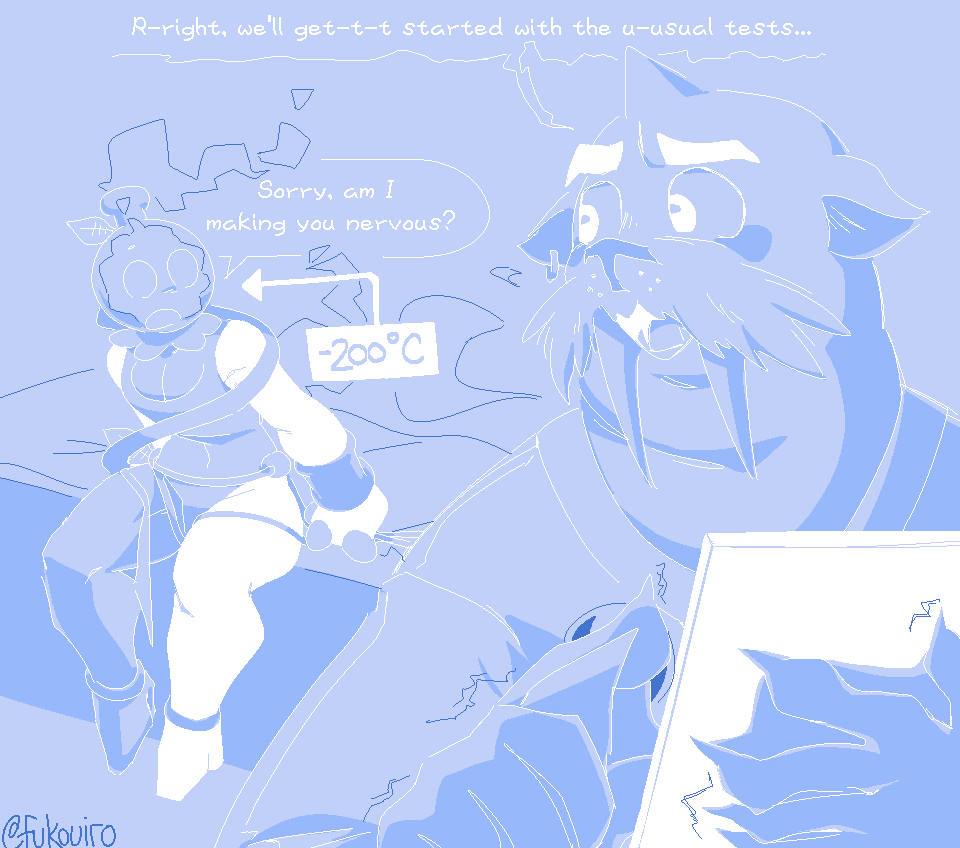 R-right, we'll get-t-t started with the u-usual tests...
Sorry, am I
making you nervous?
-200°C
@fukouiro